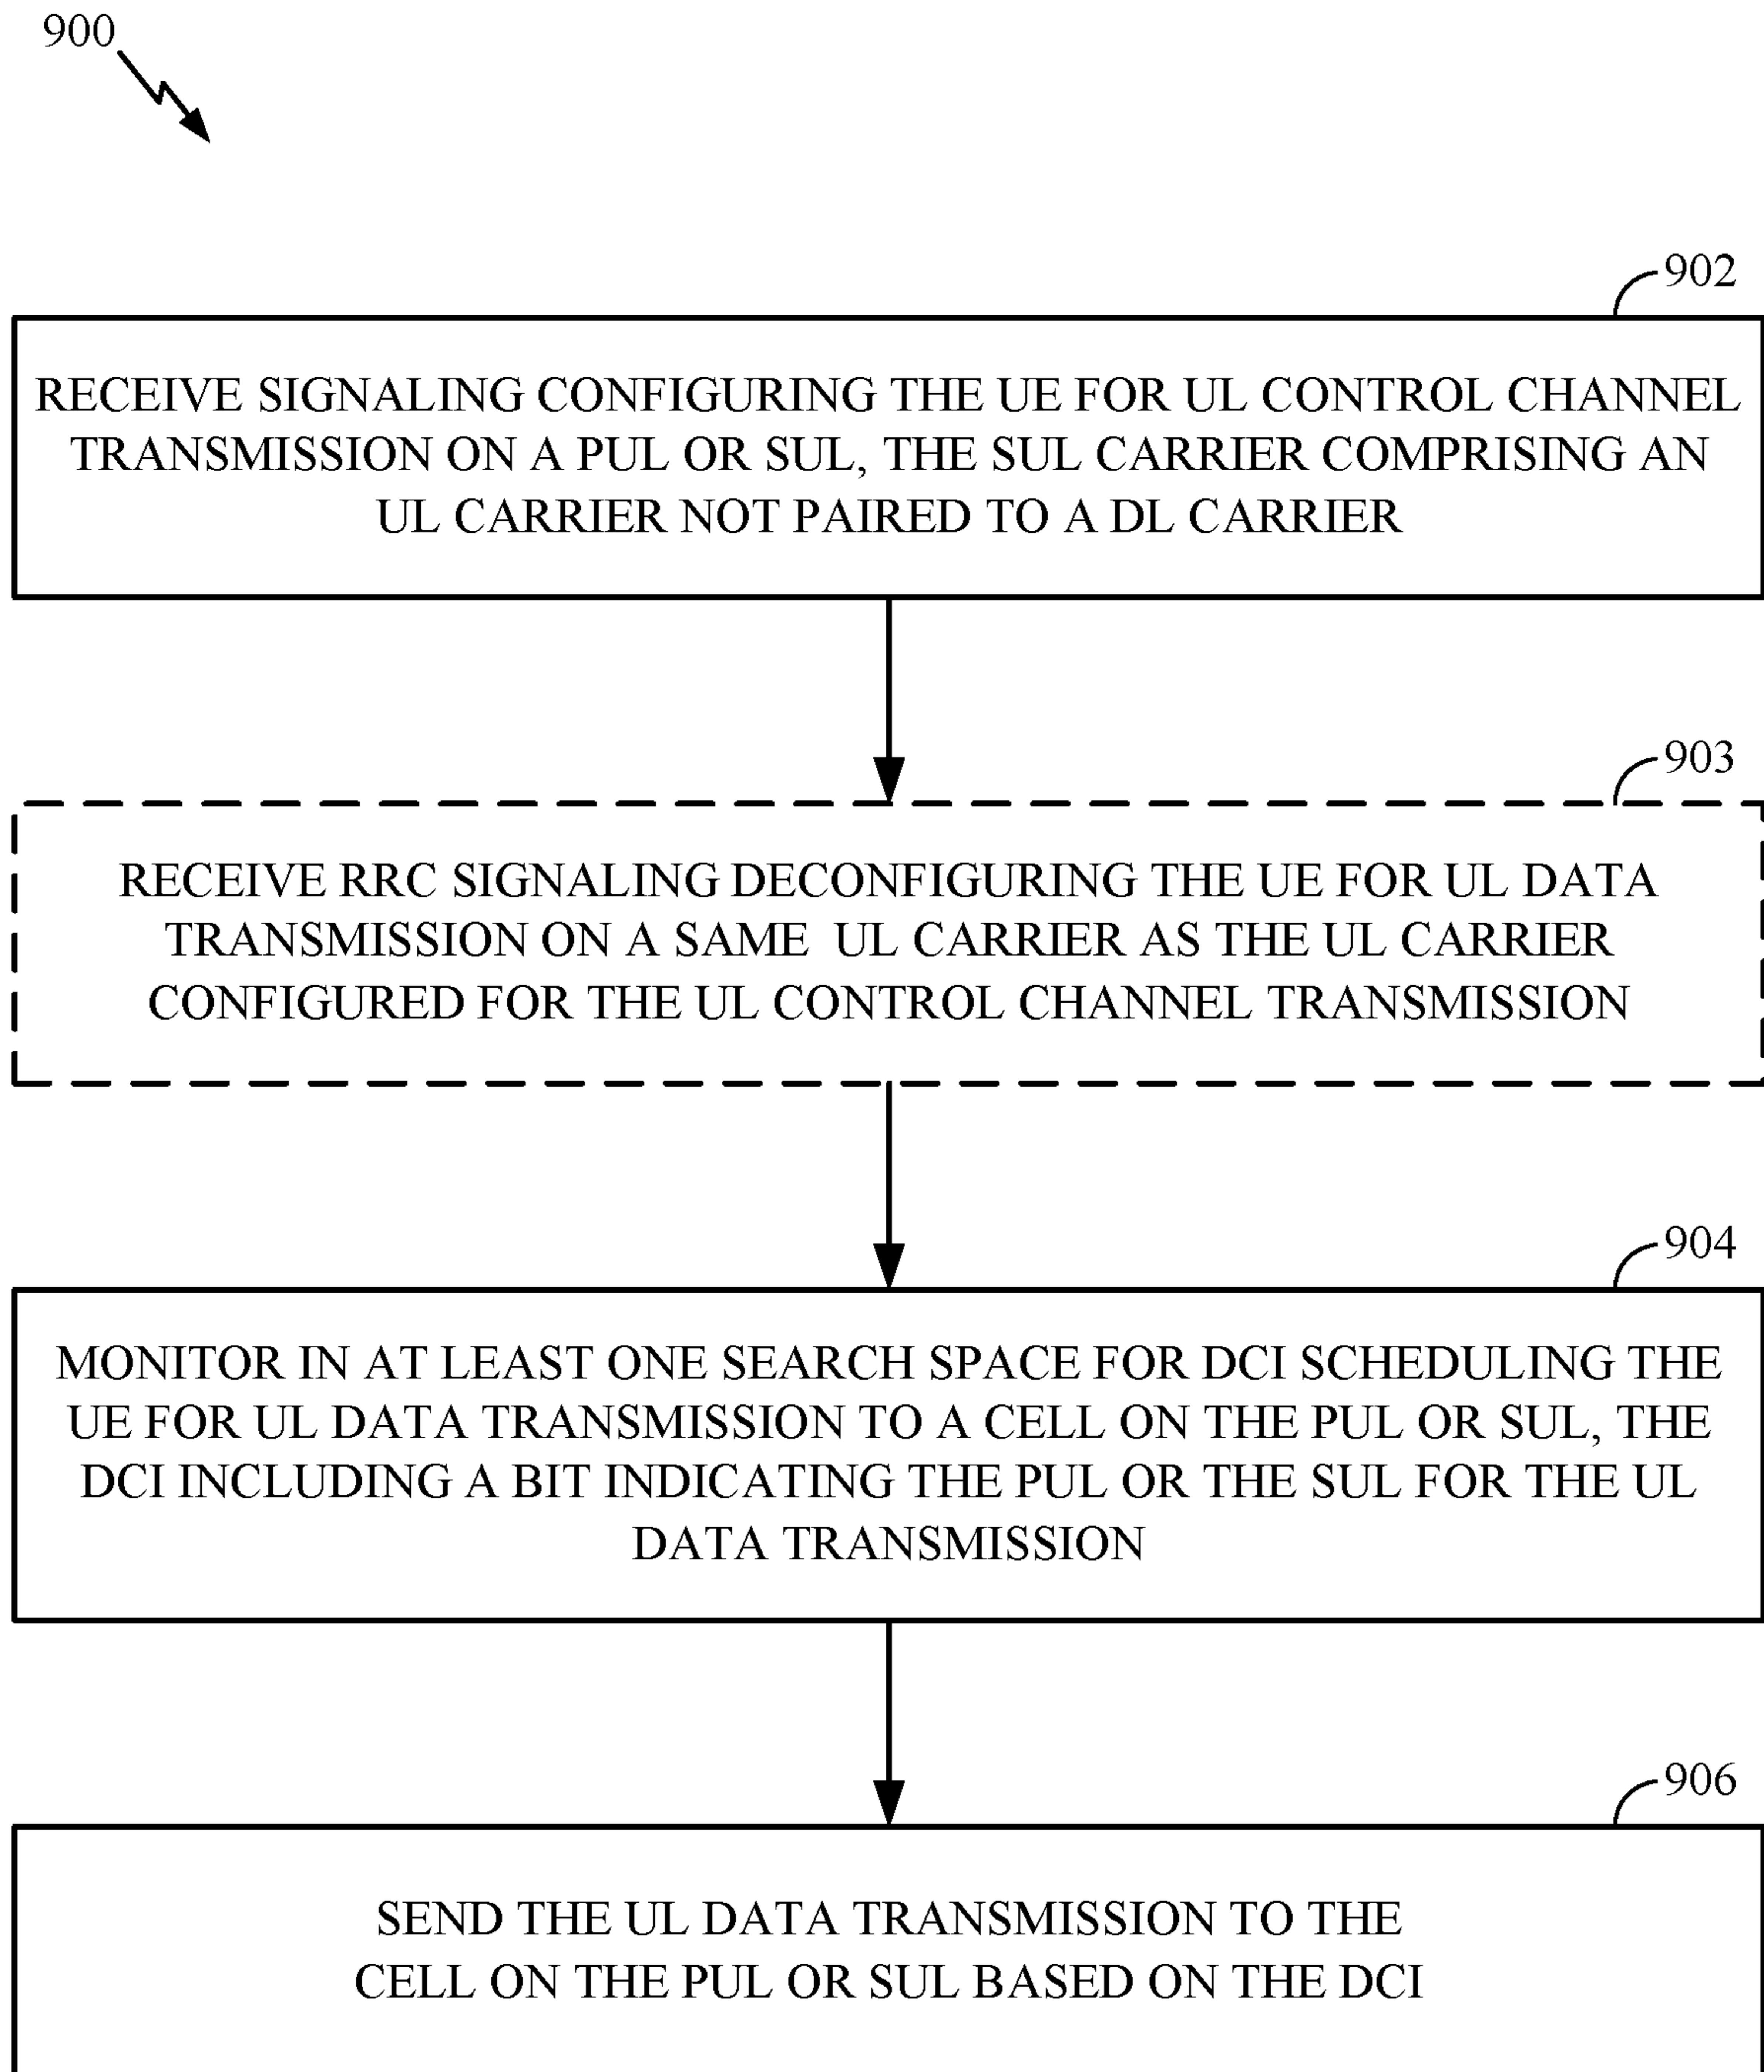 900
902
RECEIVE SIGNALING CONFIGURING THE UE FOR UL CONTROL CHANNEL
TRANSMISSION ON A PUL OR SUL, THE SUL CARRIER COMPRISING AN
UL CARRIER NOT PAIRED TO A DL CARRIER
903
RECEIVE RRC SIGNALING DECONFIGURING THE UE FOR UL DATA
TRANSMISSION ON A SAME UL CARRIER AS THE UL CARRIER
CONFIGURED FOR THE UL CONTROL CHANNEL TRANSMISSION
904
MONITOR IN AT LEAST ONE SEARCH SPACE FOR DCI SCHEDULING THE
UE FOR UL DATA TRANSMISSION TO A CELL ON THE PUL OR SUL, THE
DCI INCLUDING A BIT INDICATING THE PUL OR THE SUL FOR THE UL
DATA TRANSMISSION
906
SEND THE UL DATA TRANSMISSION TO THE
CELL ON THE PUL OR SUL BASED ON THE DCI